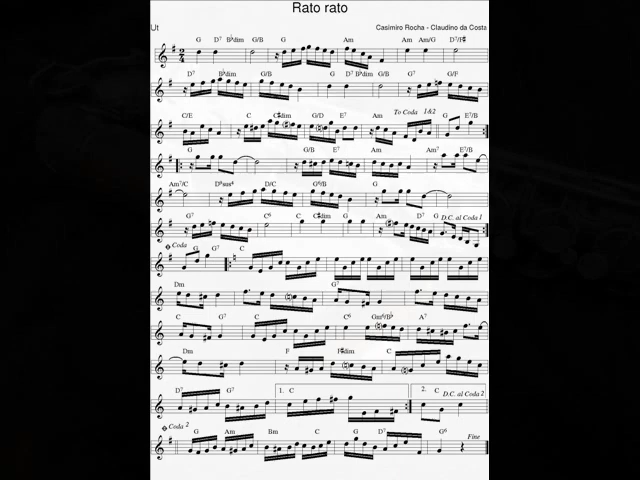 Rato rato
Ut
Casimiro Rocha - Claudino da Costa
G D7 B♭dim G/B G Am Am Am/G D7/F#
D7 B♭dim G/B G D7 B♭dim G/B G7 G/F
To Coda 1&2
C/E C C#dim G/D E7 Am G E7/B
G/B E7 Am Am7 E7/B
Am7/C D/C G
G7 C6 C C#dim G Am D7 G D.C. al Coda 1
Coda
G G7 C
Dm G7
C G7 C C6 A7
Dm F F#dim C
D7 G7 1. C 2. C D.C. al Coda 2
Coda 2
G Am Bm C G D7 G6 Fine